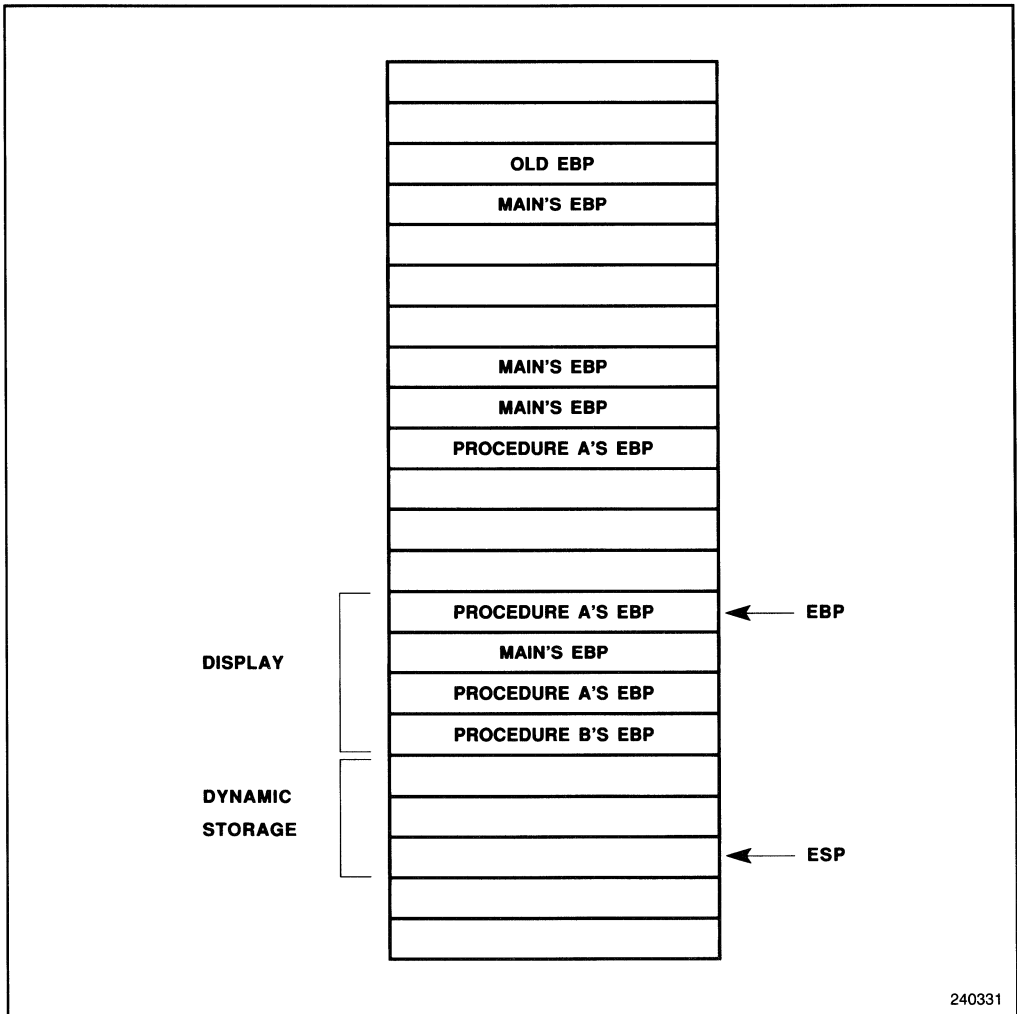 OLD EBP
MAIN'S EBP
MAIN'S EBP
MAIN'S EBP
PROCEDURE A'S EBP
PROCEDURE A'S EBP
EBP
DISPLAY
MAIN'S EBP
PROCEDURE A'S EBP
PROCEDURE B'S EBP
DYNAMIC
STORAGE
ESP
240331